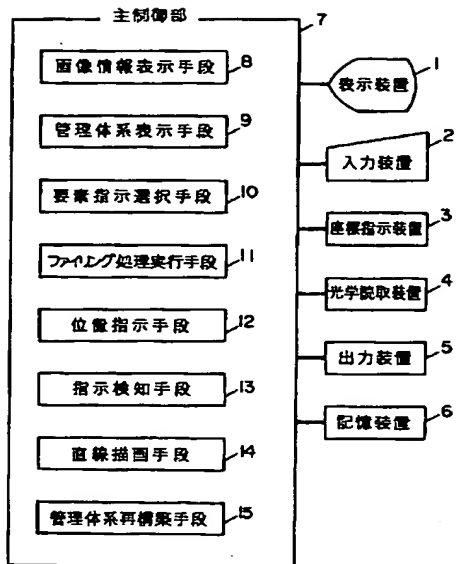 主制御部
7
画像情報表示手段
8
管理体系表示手段
9
要素指示選択手段
10
ファイリング処理実行手段
11
位像指示手段
12
指示検知手段
13
直線描画手段
14
管理体系再構築手段
15
表示装置
1
入力装置
2
座標指示装置
3
光学読取装置
4
出力装置
5
記憶装置
6